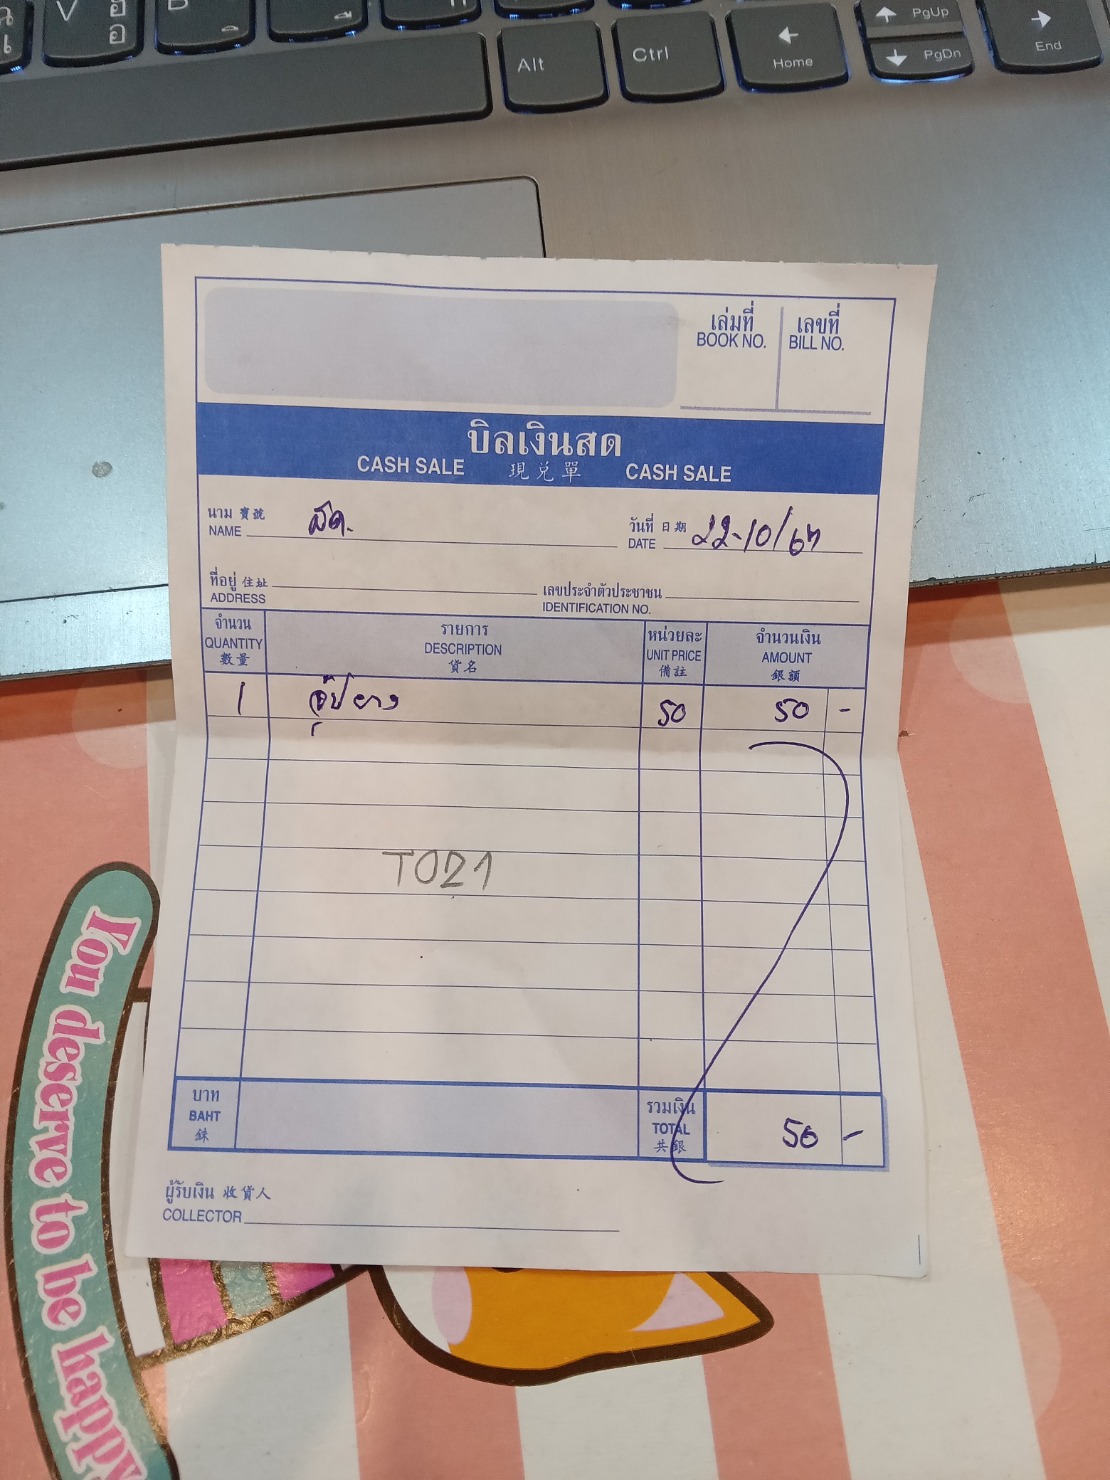 V อ
Alt Ctrl Home PgUp PgDn End
เล่มที่ เลขที่
BOOK NO. BILL NO.
บิลเงินสด
CASH SALE 現兑單 CASH SALE
นาม 寶號 สด. วันที่ 日期 22-10/67
NAME DATE
ที่อยู่ 住址 เลขประจำตัวประชาชน
ADDRESS IDENTIFICATION NO.
จำนวน รายการ หน่วยละ จำนวนเงิน
QUANTITY DESCRIPTION UNIT PRICE AMOUNT
數量 貨名 備註 銀額
1 ยาง 50 50 -
T021
บาท รวมเงิน
BAHT TOTAL 50 -
銖 共銀
ผู้รับเงิน 收貨人
COLLECTOR
You deserve to be happy